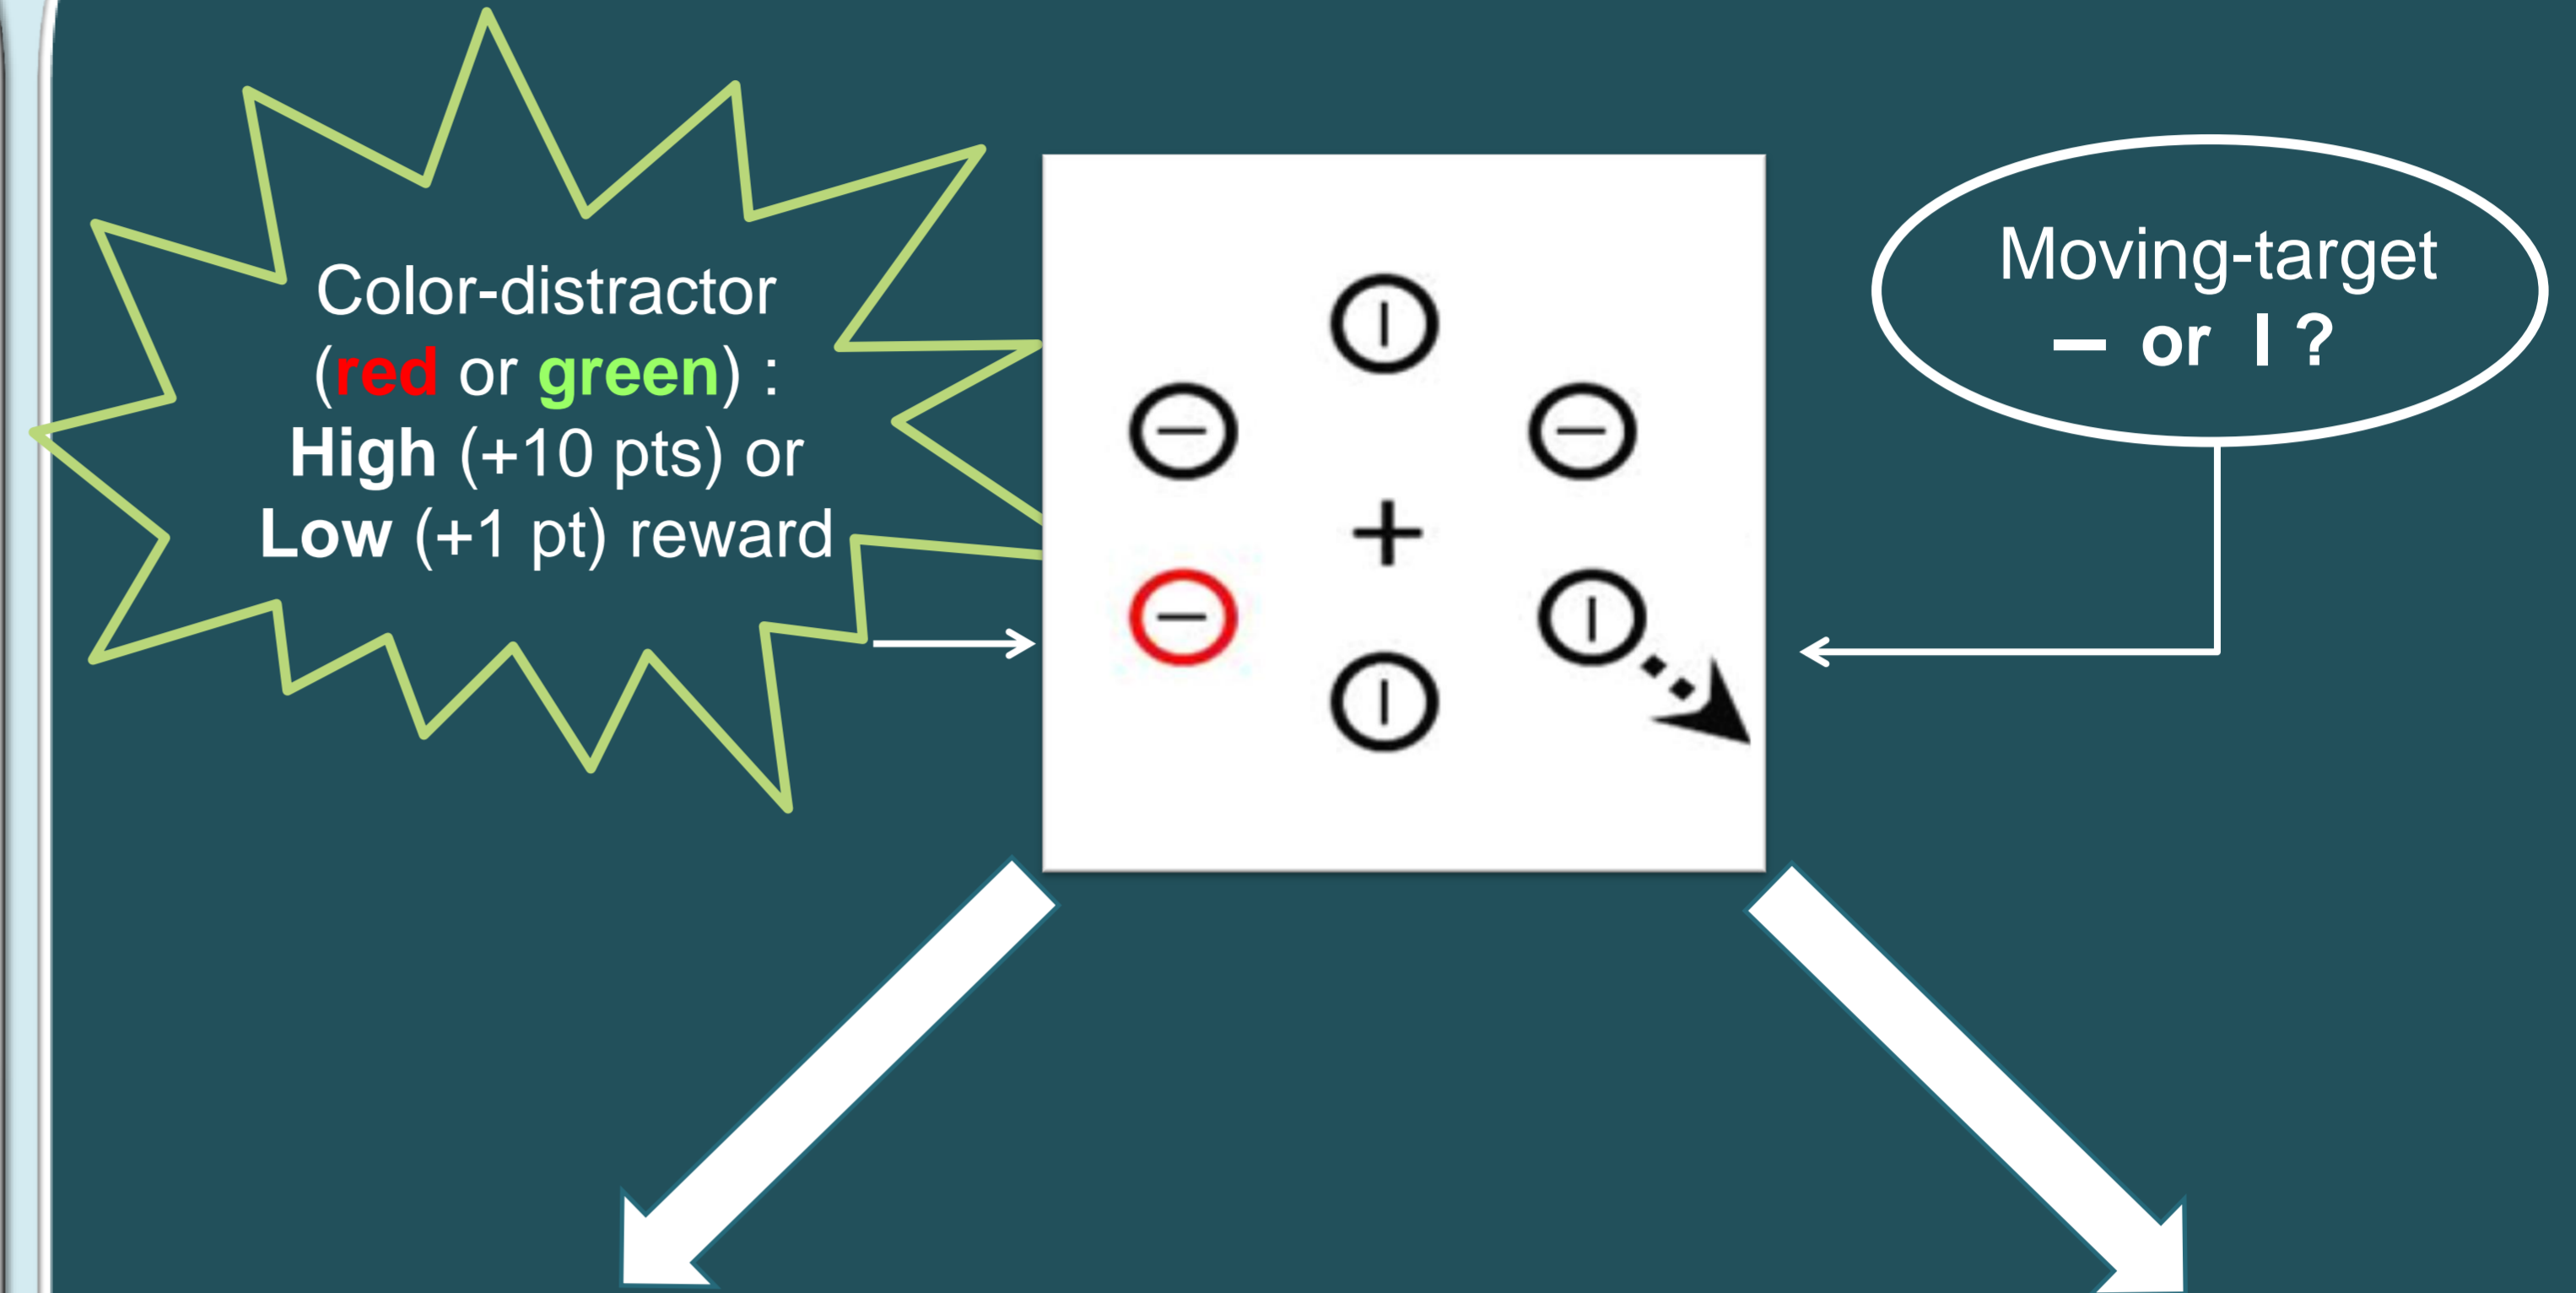 Color-distractor
(red or green) :
High (+10 pts) or
Low (+1 pt) reward
Moving-target
– or I ?